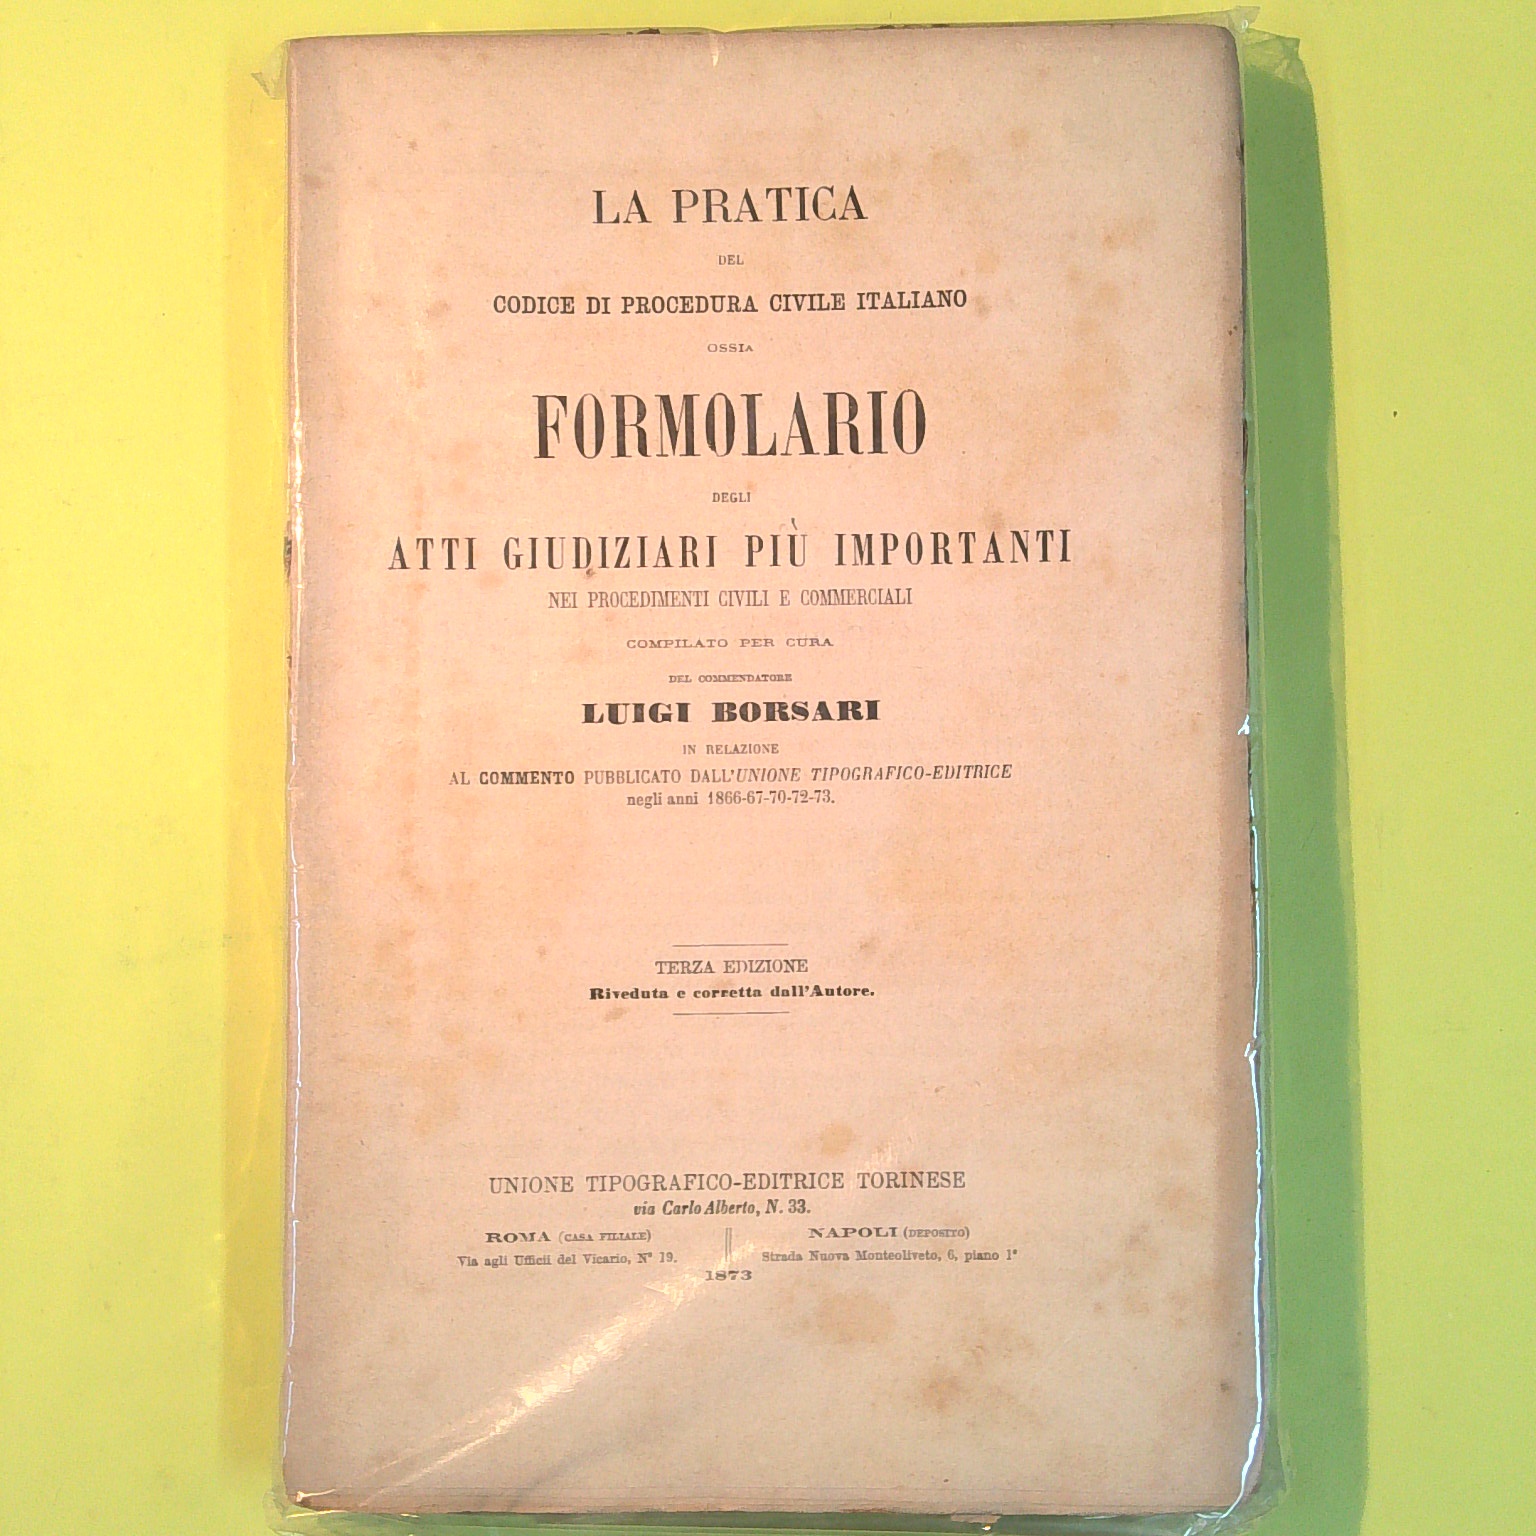 LA PRATICA
DEL
CODICE DI PROCEDURA CIVILE ITALIANO
OSSIA
FORMOLARIO
DEGLI
ATTI GIUDIZIARI PIÙ IMPORTANTI
NEI PROCEDIMENTI CIVILI E COMMERCIALI
COMPILATO PER CURA
DEL COMMENDATORE
LUIGI BORSARI
IN RELAZIONE
AL COMMENTO PUBBLICATO DALL'UNIONE TIPOGRAFICO-EDITRICE
negli anni 1866-67-70-72-73.
TERZA EDIZIONE
Riveduta e corretta dall'Autore.
UNIONE TIPOGRAFICO-EDITRICE TORINESE
via Carlo Alberto, N. 33.
ROMA (CASA FILIALE)
Via agli Ufficii del Vicario, N° 19.
NAPOLI (DEPOSITO)
Strada Nuova Monteoliveto, 6, piano 1°
1873